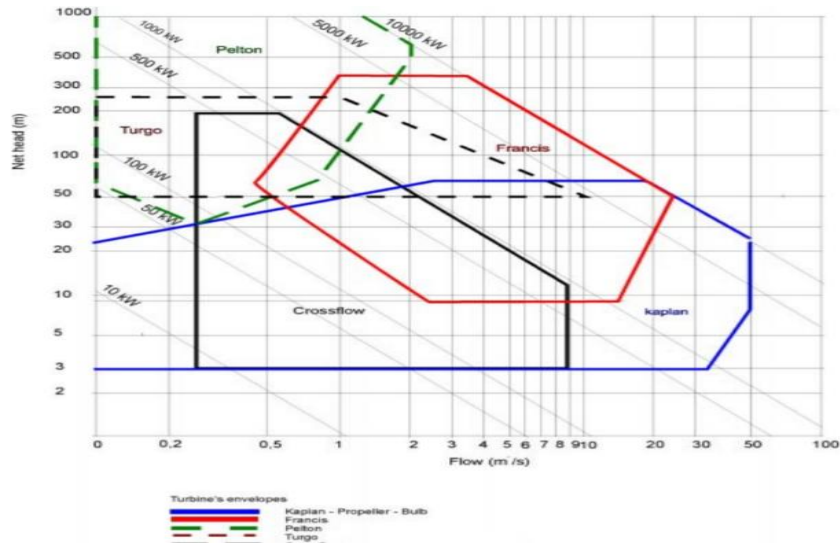 1000
500
300
200
100
50
30
20
10
5
3
2
Net head (m)
1000 kW
500 kW
100 kW
50 kW
10 kW
5000 kW
10000 kW
Pelton
Turgo
Francis
Crossflow
kaplan
0 0,2 0,5 1 2 3 4 5 6 7 8 910 20 30 50 100
Flow (m³/s)
Turbine's envelopes
Kaplan - Propeller - Bulb
Francis
Pelton
Turgo